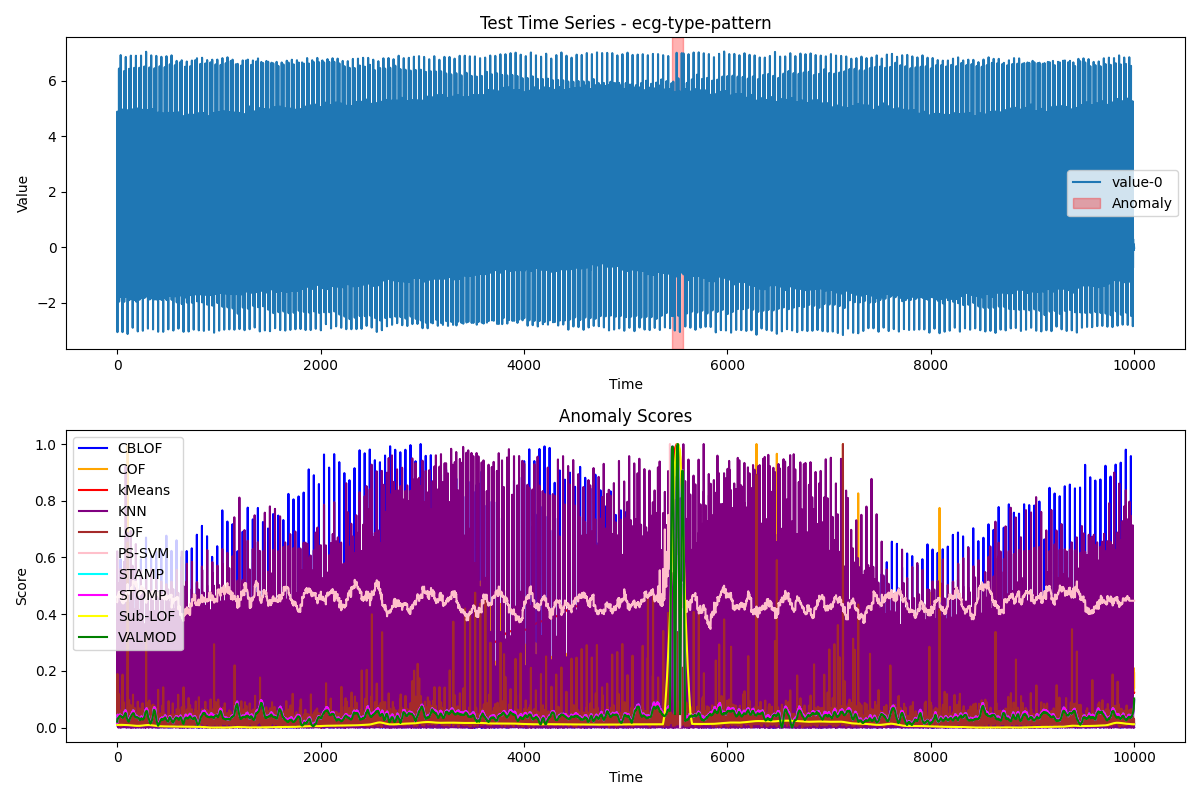 Test Time Series - ecg-type-pattern
6
4
2
0
−2
Value
value-0
Anomaly
0
2000
4000
6000
8000
10000
Time
Anomaly Scores
1.0
0.8
0.6
0.4
0.2
0.0
Score
CBLOF
COF
kMeans
KNN
LOF
PS-SVM
STAMP
STOMP
Sub-LOF
VALMOD
0
2000
4000
6000
8000
10000
Time